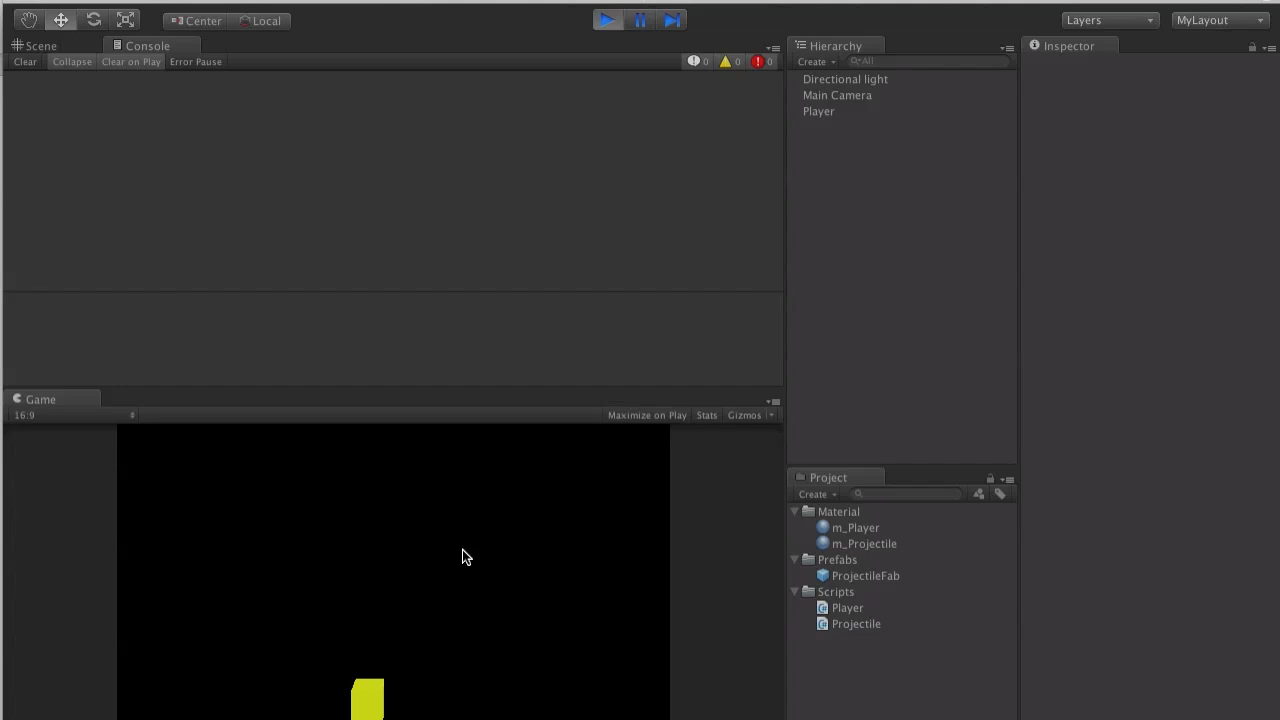 Center Local Layers MyLayout
Scene Console Hierarchy Inspector
Clear Collapse Clear on Play Error Pause 0 0 0 Create All
Directional light
Main Camera
Player
Game
16:9 Maximize on Play Stats Gizmos
Project
Create
Material
m_Player
m_Projectile
Prefabs
ProjectileFab
Scripts
Player
Projectile